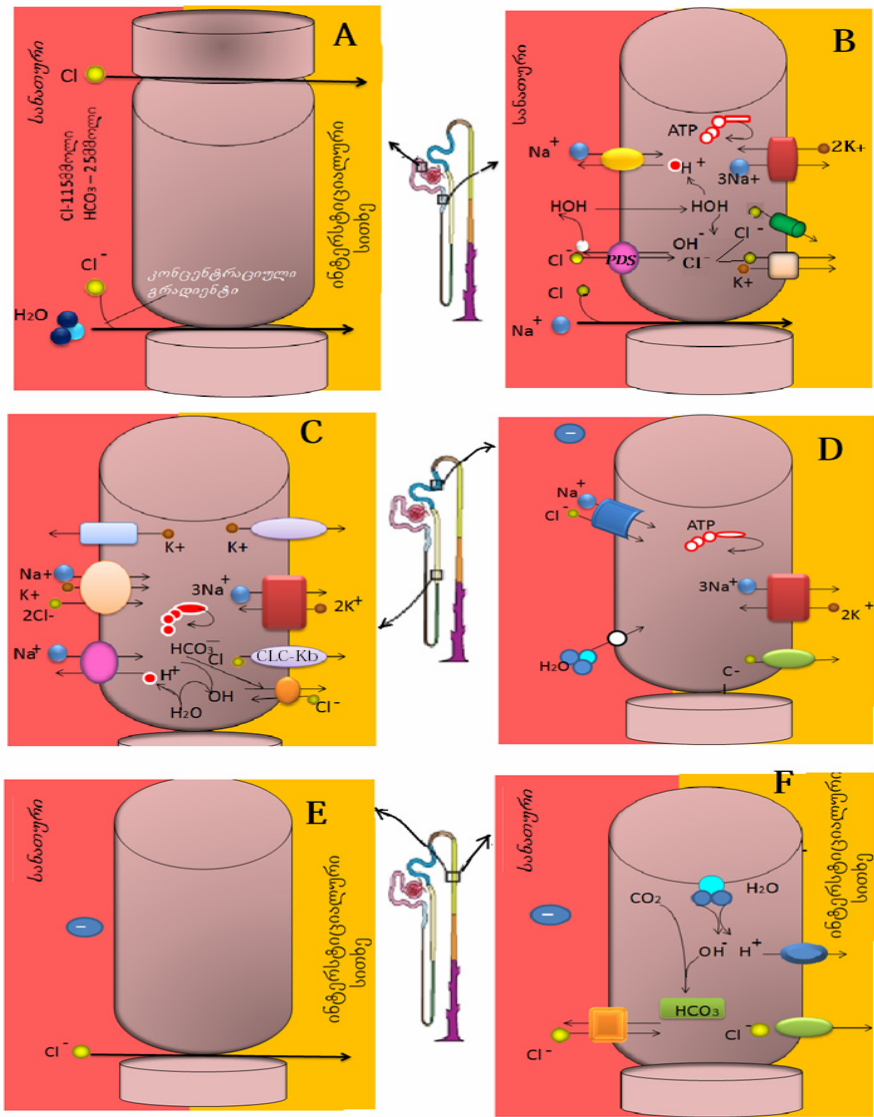 A
Cl
სანათური
Cl-115მმოლი
HCO₃ – 25მმოლი
Cl⁻
კონცენტრაციული
გრადიენტი
H₂O
ინტერსტიციალური
სითხე
B
სანათური
ATP
Na⁺
H⁺
3Na+
2K+
HOH
HOH
OH⁻
Cl⁻
Cl⁻
PDS
Cl⁻
K+
Cl
Na⁺
C
K+
K+
Na+
K+
2Cl-
3Na⁺
2K⁺
Na⁺
HCO₃⁻
Cl
CLC-Kb
H⁺
OH
H₂O
Cl⁻
D
–
Na⁺
Cl⁻
ATP
3Na⁺
2K⁺
H₂O
C-
l
E
სანათური
–
ინტერსტიციალური
სითხე
Cl⁻
F
სანათური
–
ინტერსტიციალური
სითხე
H₂O
CO₂
OH⁻
H⁺
HCO₃
Cl⁻
Cl⁻